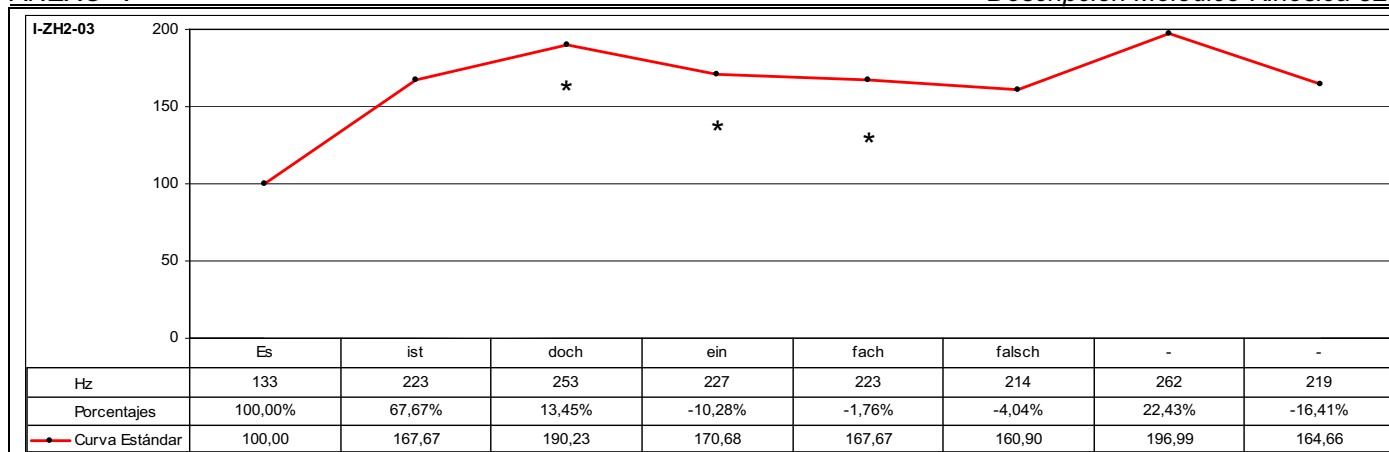 I-ZH2-03
200
150
100
50
0
* * *
Es ist doch ein fach falsch - -
Hz 133 223 253 227 223 214 262 219
Porcentajes 100,00% 67,67% 13,45% -10,28% -1,76% -4,04% 22,43% -16,41%
Curva Estándar 100,00 167,67 190,23 170,68 167,67 160,90 196,99 164,66